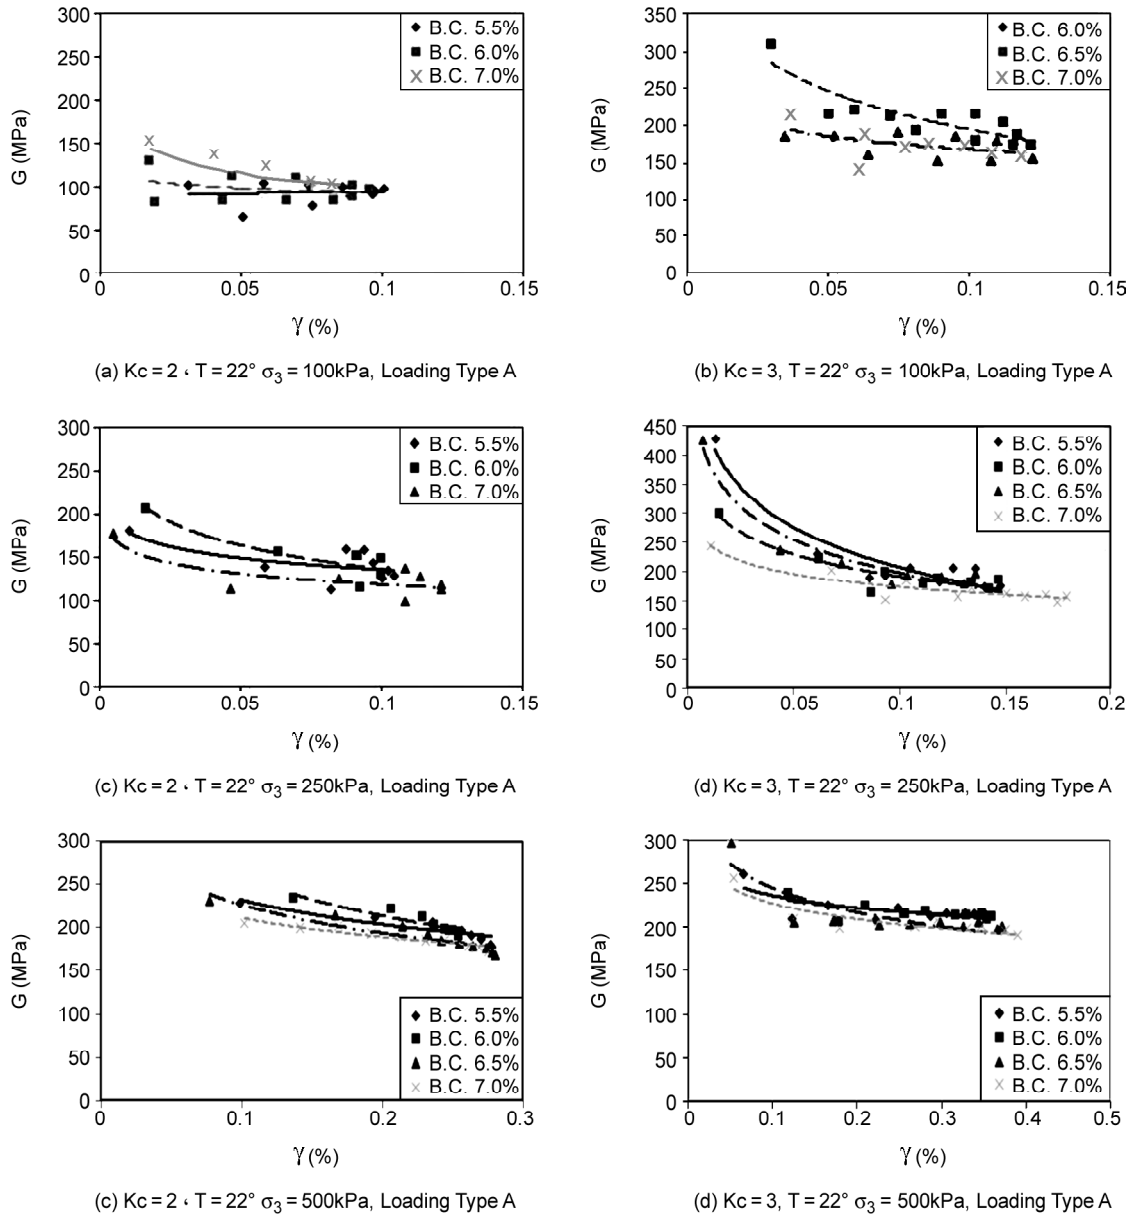 300
250
200
150
100
50
0
G (MPa)
B.C. 5.5%
B.C. 6.0%
B.C. 7.0%
0 0.05 0.1 0.15
γ (%)
(a) Kc = 2 , T = 22° σ3 = 100kPa, Loading Type A
350
300
250
200
150
100
50
0
G (MPa)
B.C. 6.0%
B.C. 6.5%
B.C. 7.0%
0 0.05 0.1 0.15
γ (%)
(b) Kc = 3, T = 22° σ3 = 100kPa, Loading Type A
300
250
200
150
100
50
0
G (MPa)
B.C. 5.5%
B.C. 6.0%
B.C. 7.0%
0 0.05 0.1 0.15
γ (%)
(c) Kc = 2 , T = 22° σ3 = 250kPa, Loading Type A
450
400
350
300
250
200
150
100
50
0
G (MPa)
B.C. 5.5%
B.C. 6.0%
B.C. 6.5%
B.C. 7.0%
0 0.05 0.1 0.15 0.2
γ (%)
(d) Kc = 3, T = 22° σ3 = 250kPa, Loading Type A
300
250
200
150
100
50
0
G (MPa)
B.C. 5.5%
B.C. 6.0%
B.C. 6.5%
B.C. 7.0%
0 0.1 0.2 0.3
γ (%)
(c) Kc = 2 , T = 22° σ3 = 500kPa, Loading Type A
300
250
200
150
100
50
0
G (MPa)
B.C. 5.5%
B.C. 6.0%
B.C. 6.5%
B.C. 7.0%
0 0.1 0.2 0.3 0.4 0.5
γ (%)
(d) Kc = 3, T = 22° σ3 = 500kPa, Loading Type A